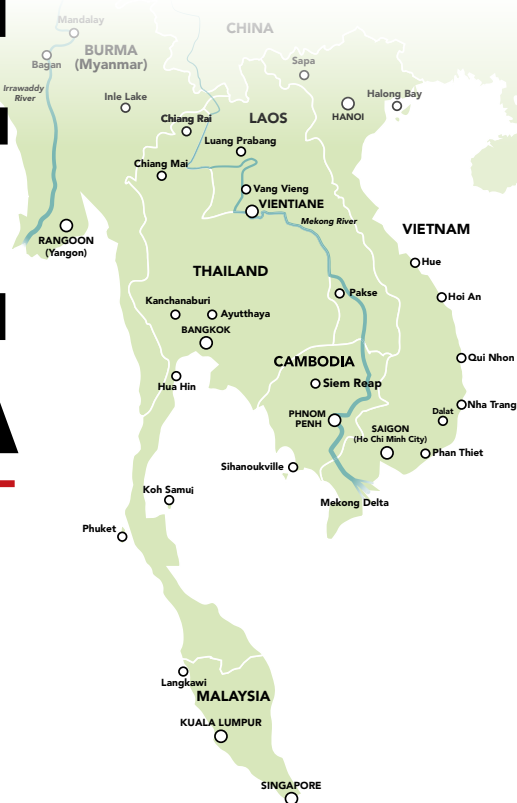 Mandalay
CHINA
BURMA
(Myanmar)
Bagan
Sapa
Irrawaddy
River
Inle Lake
Halong Bay
HANOI
Chiang Rai
LAOS
Luang Prabang
Chiang Mai
Vang Vieng
VIENTIANE
Mekong River
VIETNAM
RANGOON
(Yangon)
Hue
THAILAND
Pakse
Hoi An
Kanchanaburi
Ayutthaya
BANGKOK
CAMBODIA
Qui Nhon
Siem Reap
Hua Hin
Nha Trang
Dalat
PHNOM
PENH
SAIGON
(Ho Chi Minh City)
Phan Thiet
Sihanoukville
Koh Samui
Mekong Delta
Phuket
Langkawi
MALAYSIA
KUALA LUMPUR
SINGAPORE